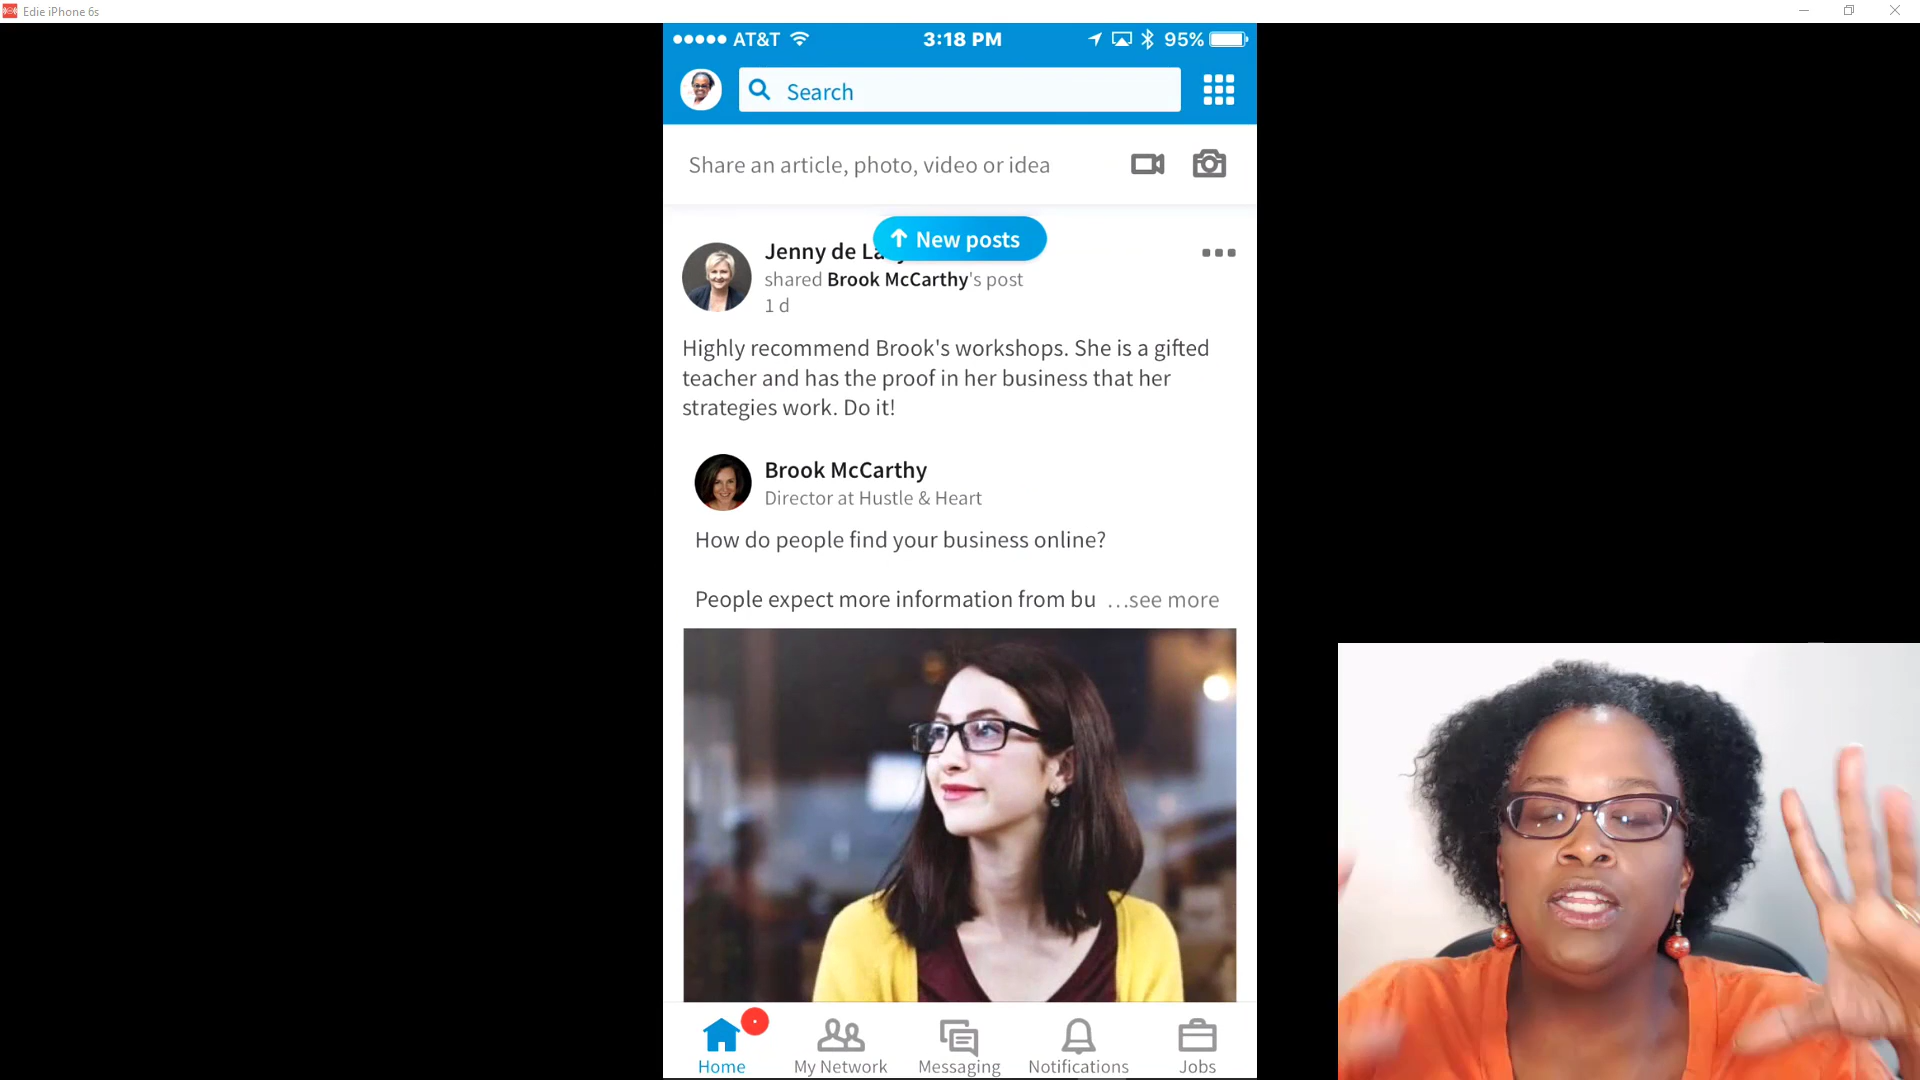 Edie iPhone 6s
AT&T 3:18 PM 95%
Search
Share an article, photo, video or idea
New posts
Jenny de
shared Brook McCarthy's post
1 d
Highly recommend Brook's workshops. She is a gifted
teacher and has the proof in her business that her
strategies work. Do it!
Brook McCarthy
Director at Hustle & Heart
How do people find your business online?
People expect more information from bu ...see more
Home My Network Messaging Notifications Jobs